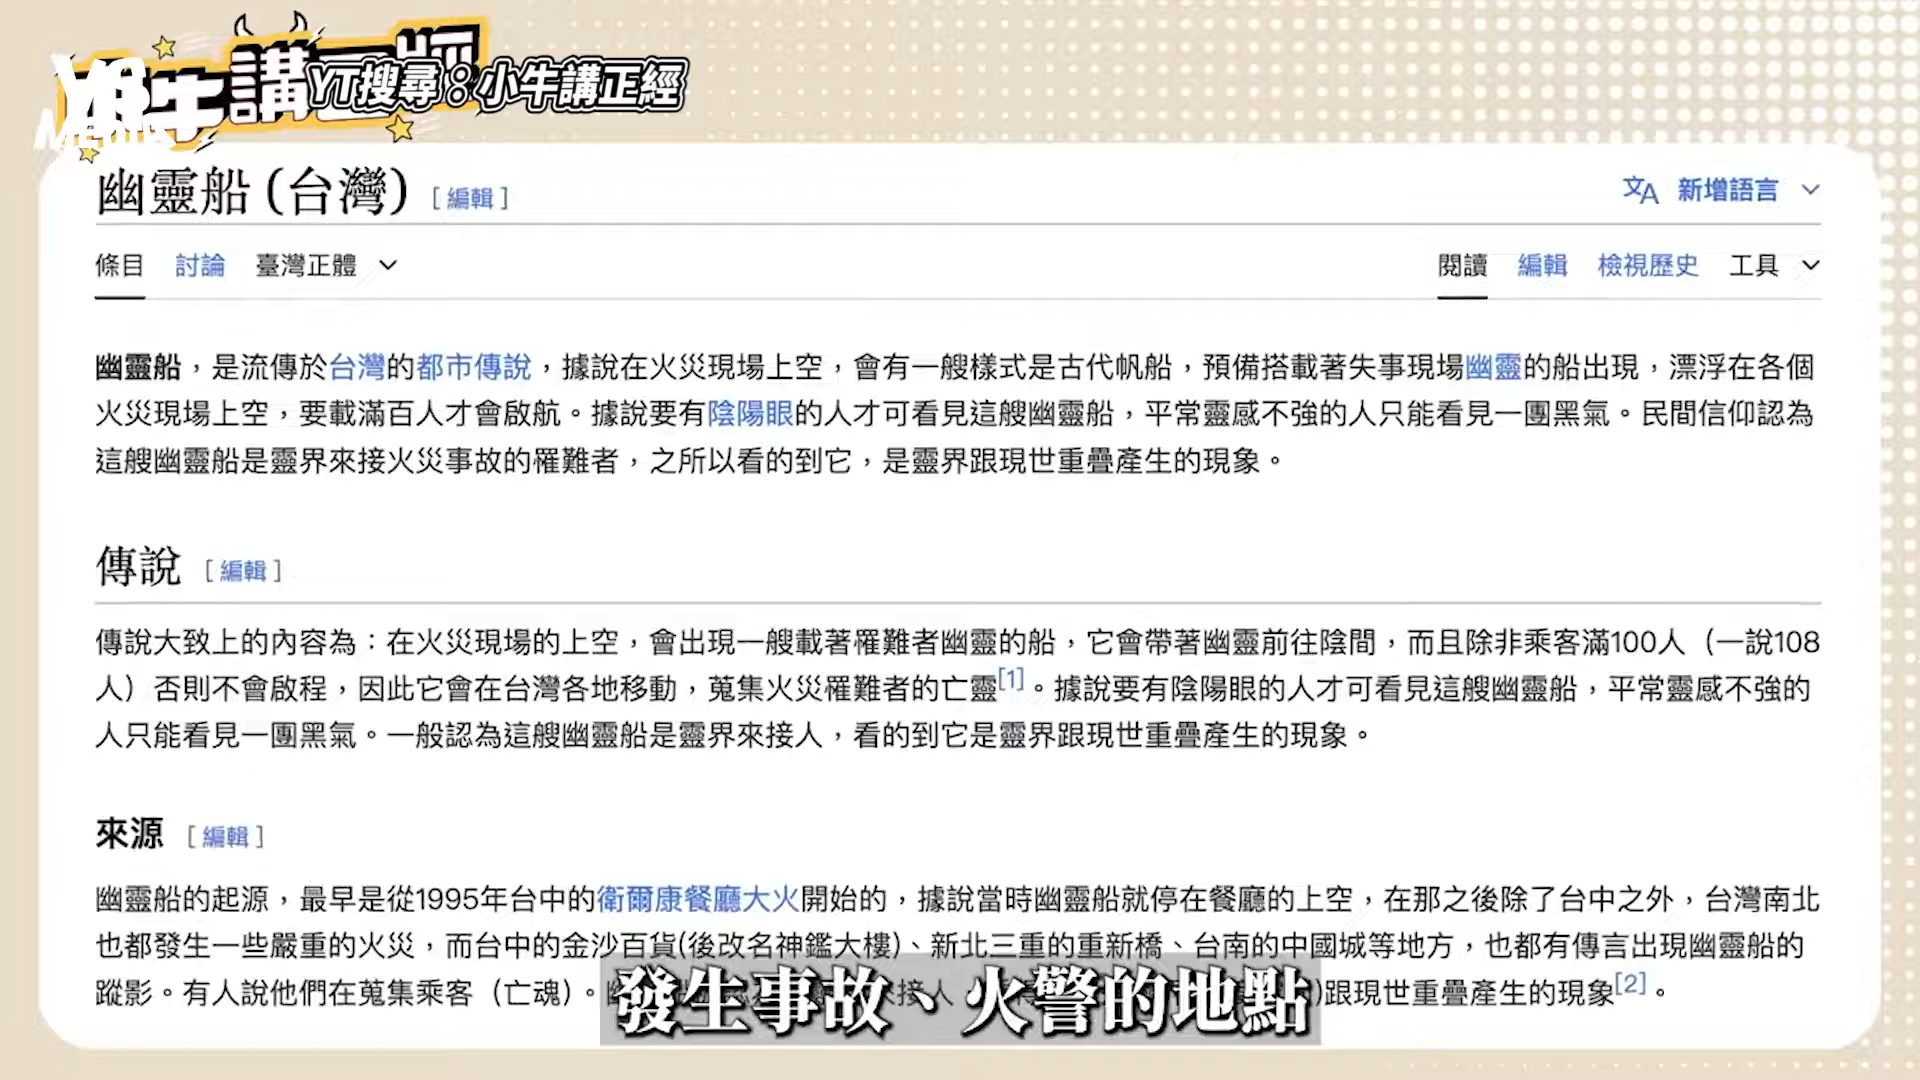 YT搜尋：小牛講正經
牛講
幽靈船 (台灣) [ 編輯 ]
新增語言
條目 討論 臺灣正體
閱讀 編輯 檢視歷史 工具
幽靈船，是流傳於台灣的都市傳說，據說在火災現場上空，會有一艘樣式是古代帆船，預備搭載著失事現場幽靈的船出現，漂浮在各個
火災現場上空，要載滿百人才會啟航。據說要有陰陽眼的人才可看見這艘幽靈船，平常靈感不強的人只能看見一團黑氣。民間信仰認為
這艘幽靈船是靈界來接火災事故的罹難者，之所以看的到它，是靈界跟現世重疊產生的現象。
傳說 [ 編輯 ]
傳說大致上的內容為：在火災現場的上空，會出現一艘載著罹難者幽靈的船，它會帶著幽靈前往陰間，而且除非乘客滿100人（一說108
人）否則不會啟程，因此它會在台灣各地移動，蒐集火災罹難者的亡靈[1]。據說要有陰陽眼的人才可看見這艘幽靈船，平常靈感不強的
人只能看見一團黑氣。一般認為這艘幽靈船是靈界來接人，看的到它是靈界跟現世重疊產生的現象。
來源 [ 編輯 ]
幽靈船的起源，最早是從1995年台中的衛爾康餐廳大火開始的，據說當時幽靈船就停在餐廳的上空，在那之後除了台中之外，台灣南北
也都發生一些嚴重的火災，而台中的金沙百貨(後改名神鑑大樓)、新北三重的重新橋、台南的中國城等地方，也都有傳言出現幽靈船的
蹤影。有人說他們在蒐集乘客（亡魂）。 接人 跟現世重疊產生的現象[2]。
發生事故、火警的地點